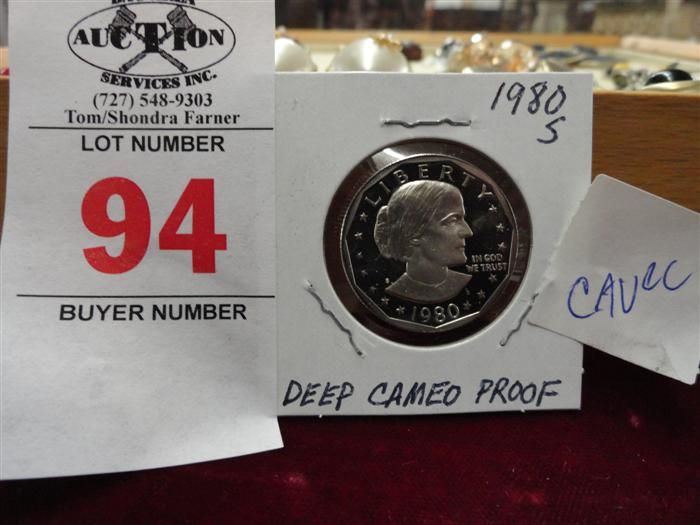 AUCTION
SERVICES INC.
(727) 548-9303
Tom/Shondra Farner
LOT NUMBER
94
BUYER NUMBER
1980
S
LIBERTY
IN GOD
WE TRUST
S
1980
DEEP CAMEO PROOF